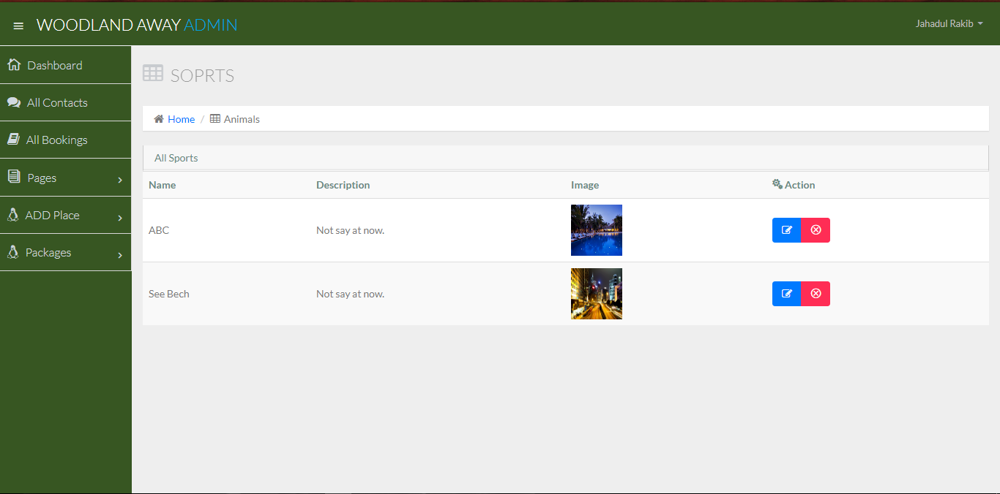 WOODLAND AWAY ADMIN
Jahadul Rakib
Dashboard
All Contacts
All Bookings
Pages
ADD Place
Packages
SOPRTS
Home / Animals
All Sports
Name Description Image Action
ABC Not say at now.
See Bech Not say at now.